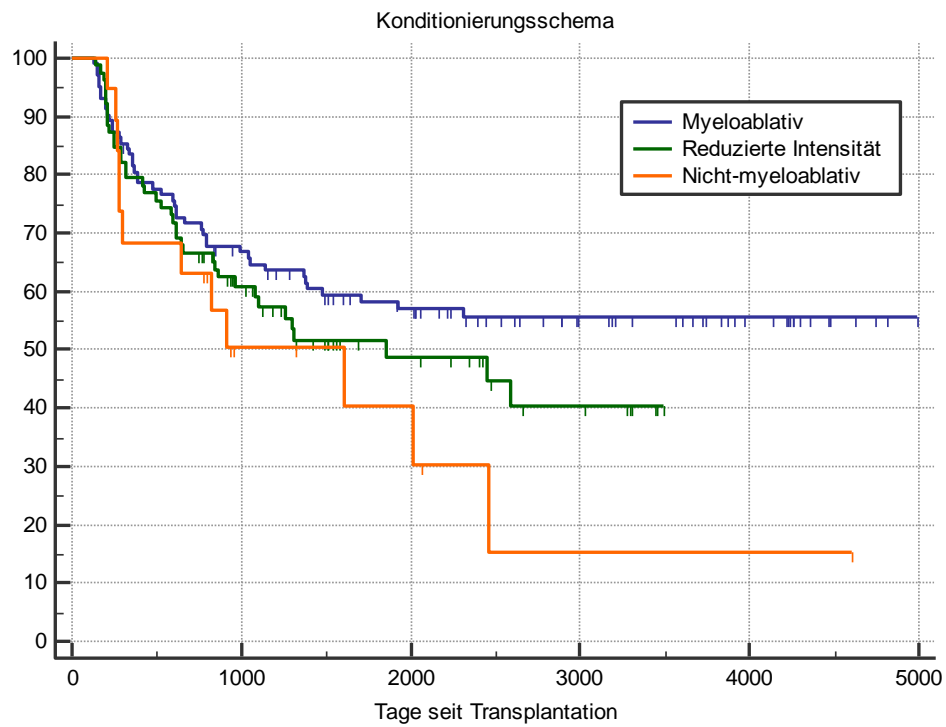 Konditionierungsschema
100
90
80
70
60
50
40
30
20
10
0
Myeloablativ
Reduzierte Intensität
Nicht-myeloablativ
0 1000 2000 3000 4000 5000
Tage seit Transplantation